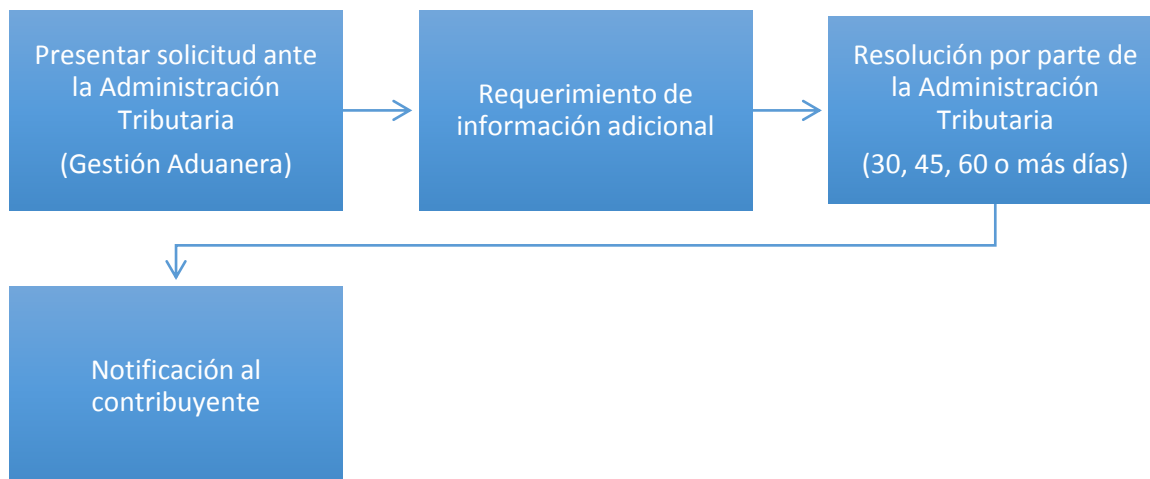 Presentar solicitud ante
la Administración
Tributaria
(Gestión Aduanera)
Requerimiento de
información adicional
Resolución por parte de
la Administración
Tributaria
(30, 45, 60 o más días)
Notificación al
contribuyente